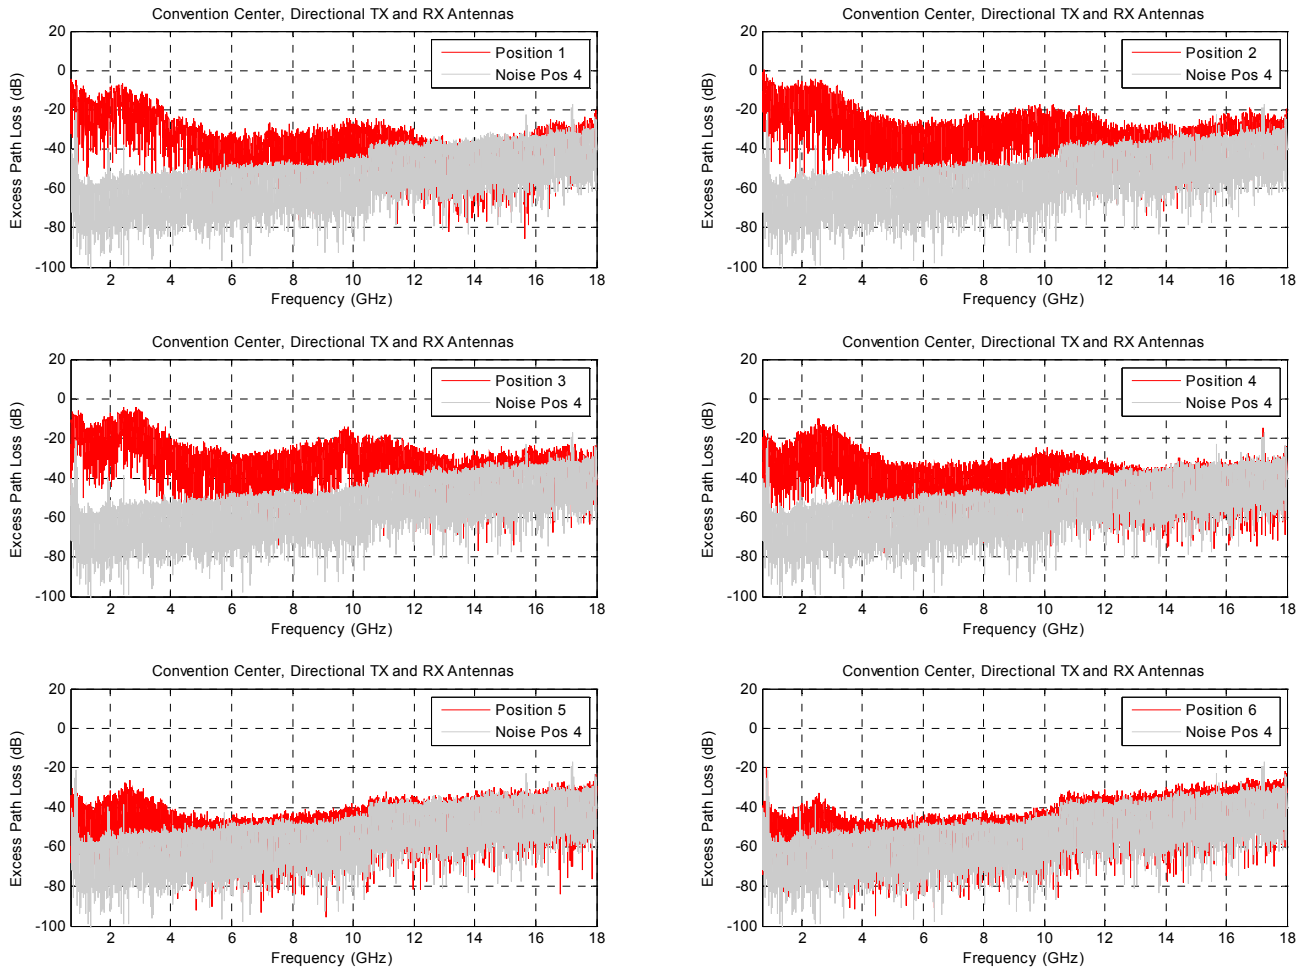 Convention Center, Directional TX and RX Antennas
20
0
-20
-40
-60
-80
-100
Excess Path Loss (dB)
Position 1
Noise Pos 4
2 4 6 8 10 12 14 16 18
Frequency (GHz)
Convention Center, Directional TX and RX Antennas
20
0
-20
-40
-60
-80
-100
Excess Path Loss (dB)
Position 2
Noise Pos 4
2 4 6 8 10 12 14 16 18
Frequency (GHz)
Convention Center, Directional TX and RX Antennas
20
0
-20
-40
-60
-80
-100
Excess Path Loss (dB)
Position 3
Noise Pos 4
2 4 6 8 10 12 14 16 18
Frequency (GHz)
Convention Center, Directional TX and RX Antennas
20
0
-20
-40
-60
-80
-100
Excess Path Loss (dB)
Position 4
Noise Pos 4
2 4 6 8 10 12 14 16 18
Frequency (GHz)
Convention Center, Directional TX and RX Antennas
20
0
-20
-40
-60
-80
-100
Excess Path Loss (dB)
Position 5
Noise Pos 4
2 4 6 8 10 12 14 16 18
Frequency (GHz)
Convention Center, Directional TX and RX Antennas
20
0
-20
-40
-60
-80
-100
Excess Path Loss (dB)
Position 6
Noise Pos 4
2 4 6 8 10 12 14 16 18
Frequency (GHz)